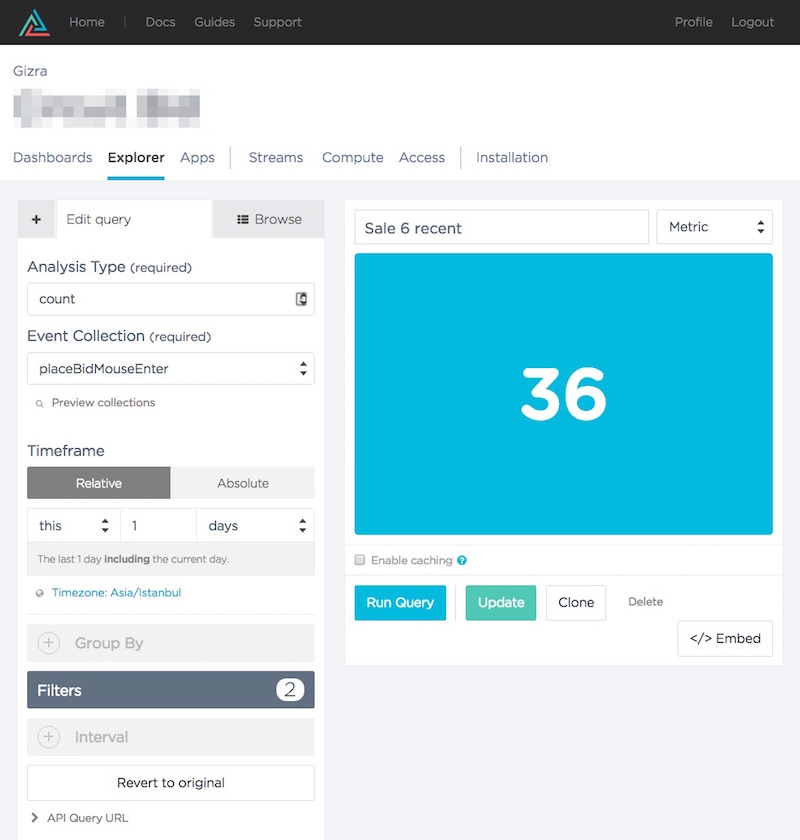 Home Docs Guides Support Profile Logout
Gizra
Dashboards Explorer Apps Streams Compute Access Installation
+ Edit query Browse
Analysis Type (required)
count
Event Collection (required)
placeBidMouseEnter
Preview collections
Timeframe
Relative Absolute
this 1 days
The last 1 day including the current day.
Timezone: Asia/Istanbul
Group By
Filters 2
Interval
Revert to original
API Query URL
Sale 6 recent Metric
36
Enable caching ?
Run Query Update Clone Delete
</> Embed